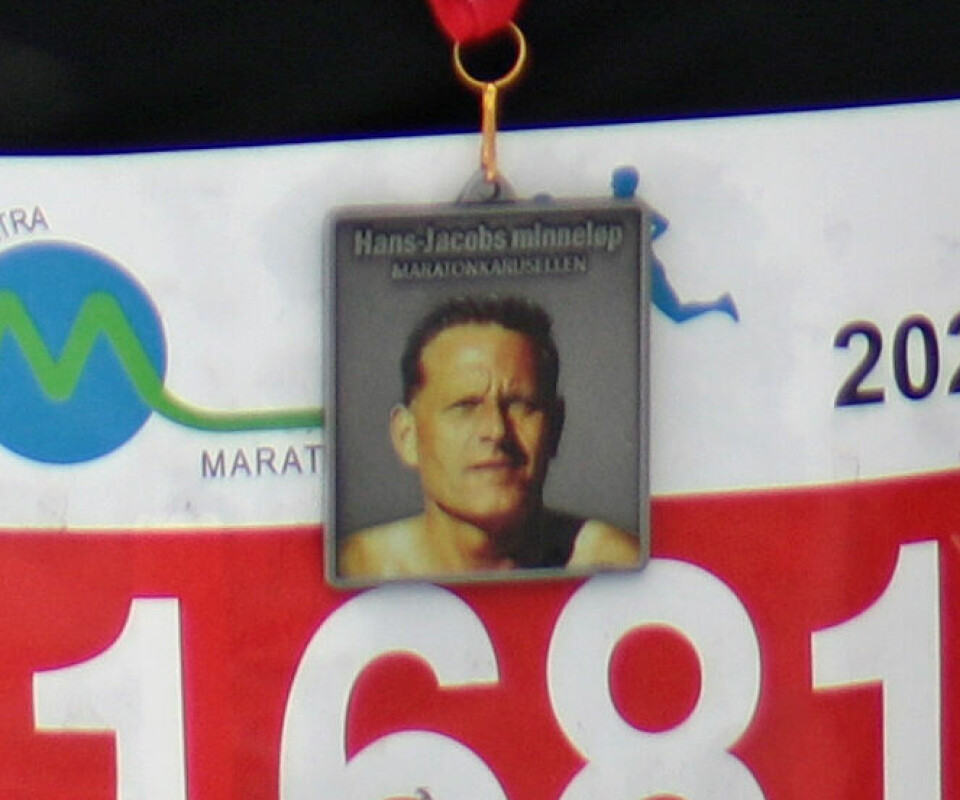 TRA
Hans-Jacobs minneløp
MARATONKARUSELLEN
202
MARAT
1681